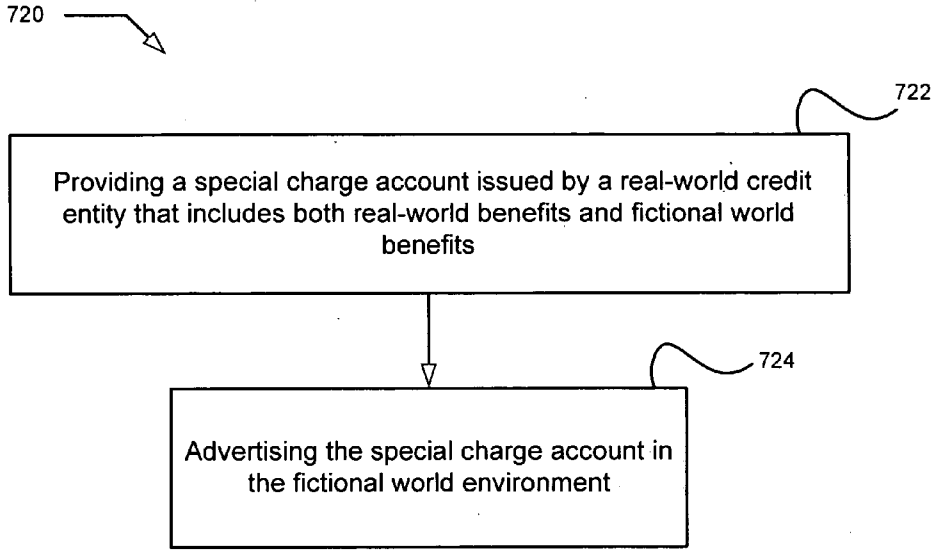 720
722
Providing a special charge account issued by a real-world credit
entity that includes both real-world benefits and fictional world
benefits
724
Advertising the special charge account in
the fictional world environment